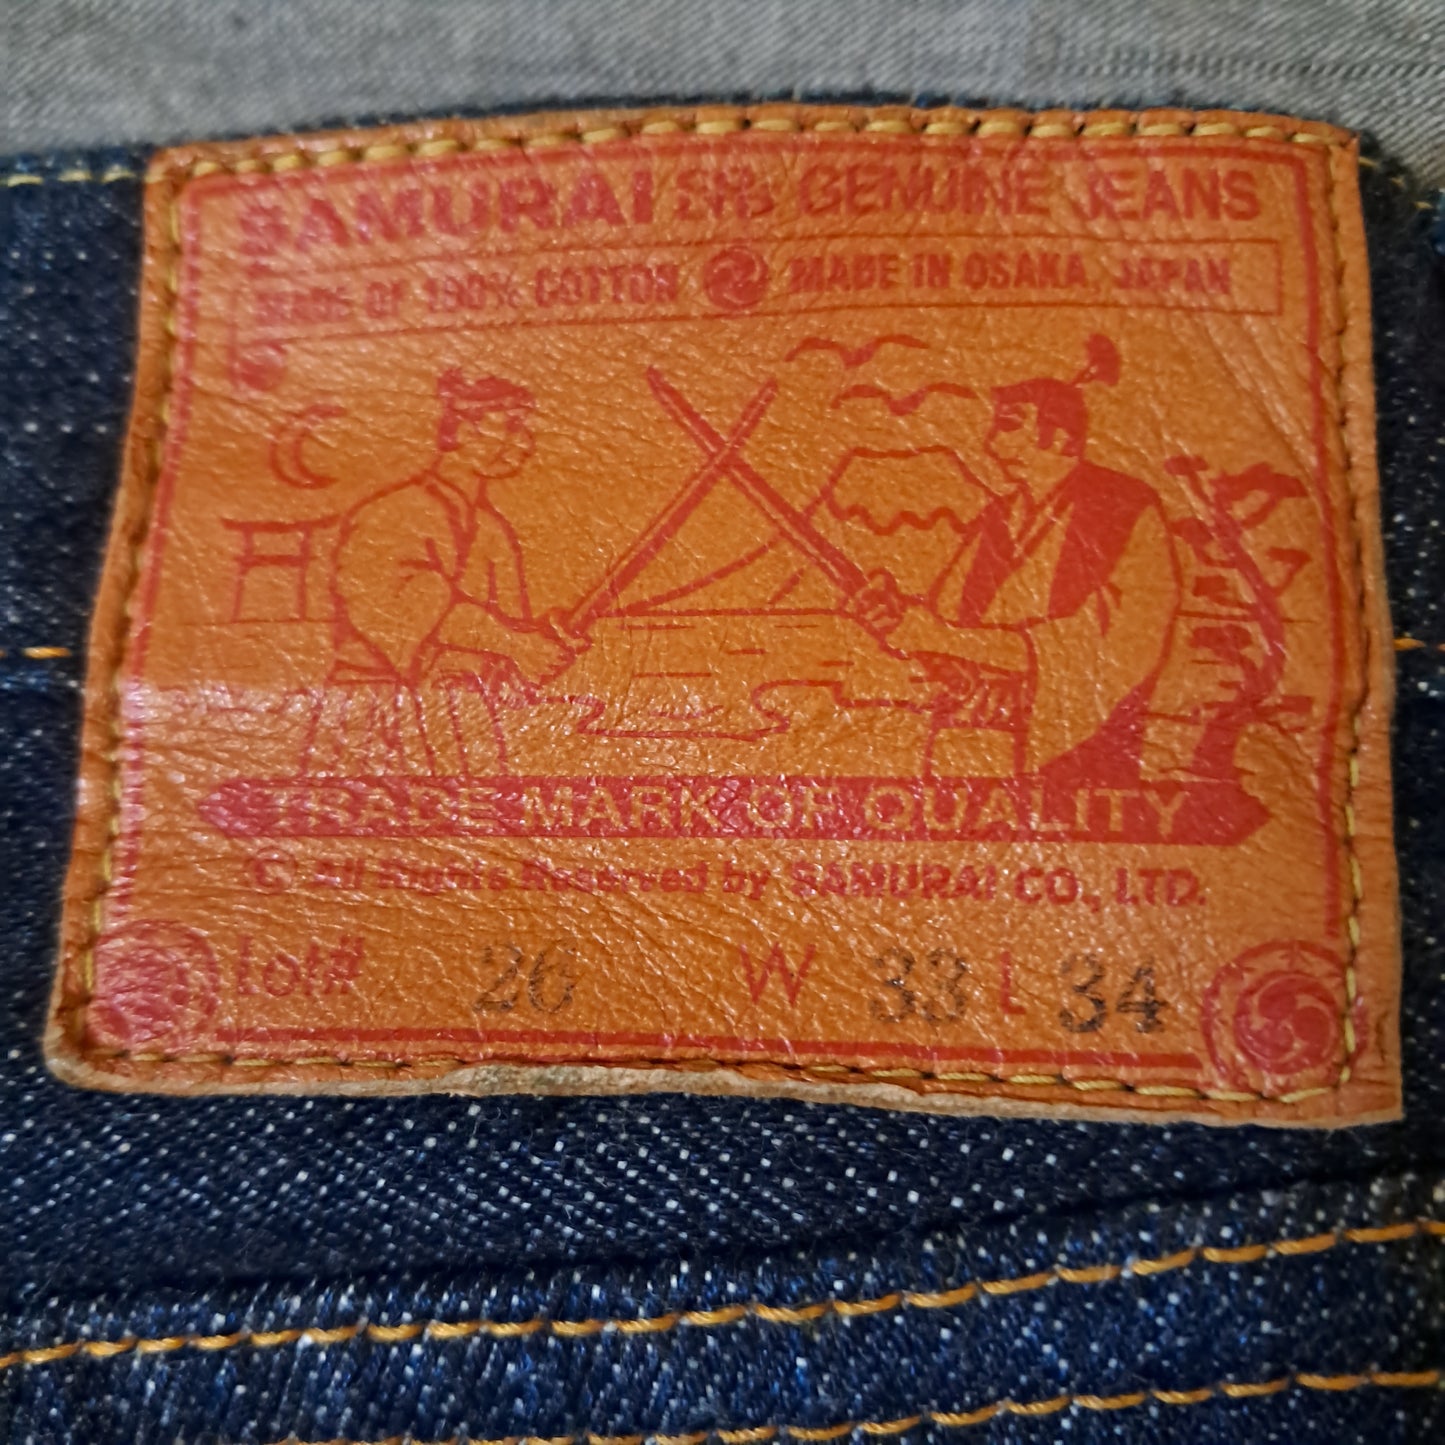 SAMURAI GENUINE JEANS
MADE OF 100% COTTON MADE IN OSAKA, JAPAN
TRADE MARK OF QUALITY
© All Rights Reserved by SAMURAI CO., LTD.
Lot# 26 W 33 L 34